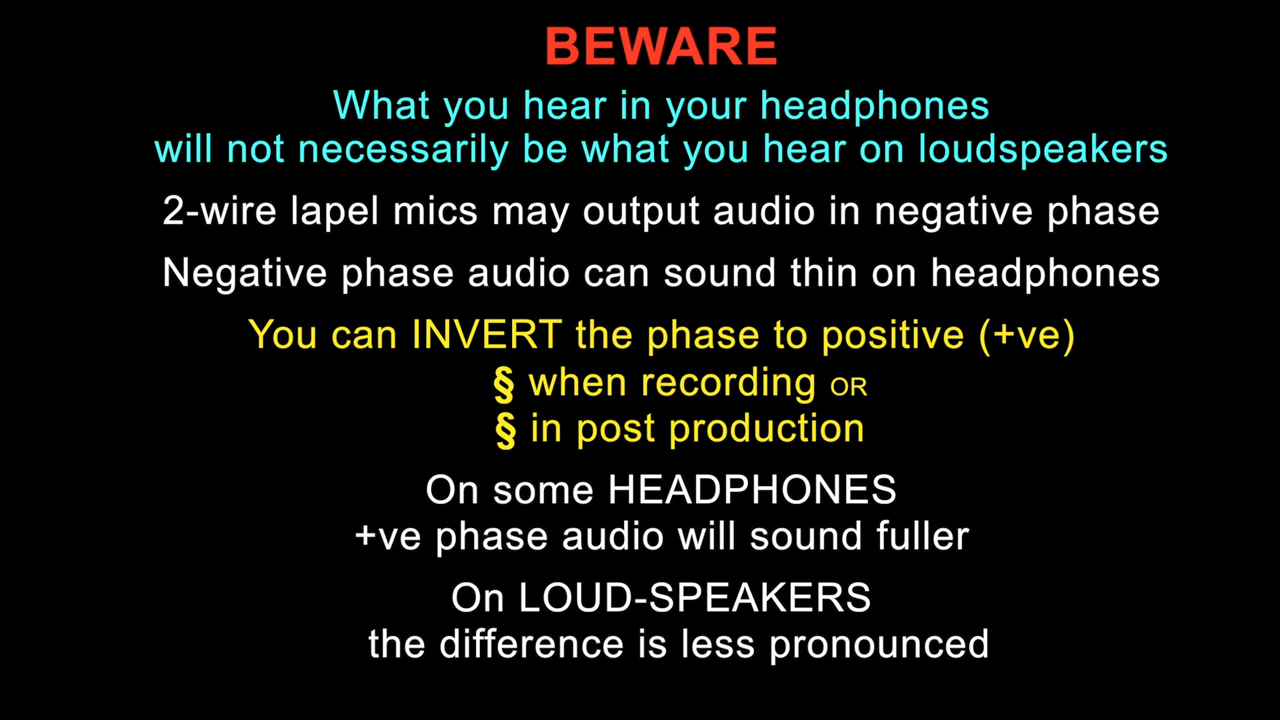 BEWARE
What you hear in your headphones
will not necessarily be what you hear on loudspeakers
2-wire lapel mics may output audio in negative phase
Negative phase audio can sound thin on headphones
You can INVERT the phase to positive (+ve)
§ when recording OR
§ in post production
On some HEADPHONES
+ve phase audio will sound fuller
On LOUD-SPEAKERS
the difference is less pronounced